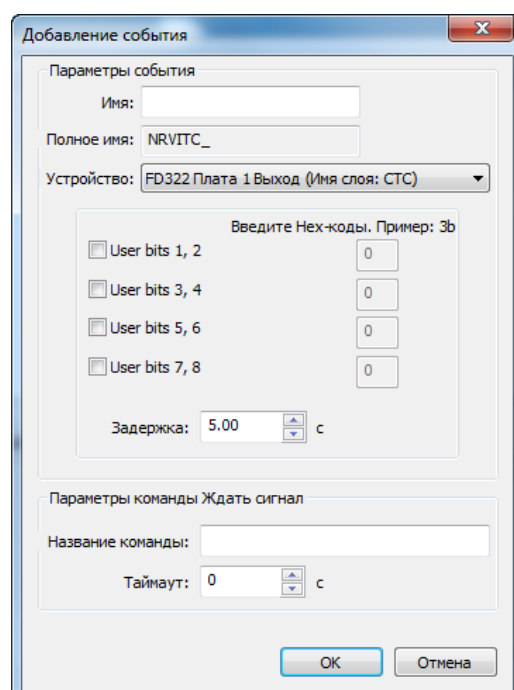 Добавление события
Параметры события
Имя:
Полное имя: NRVITC_
Устройство: FD322 Плата 1 Выход (Имя слоя: СТС)
Введите Hex-коды. Пример: 3b
User bits 1, 2 0
User bits 3, 4 0
User bits 5, 6 0
User bits 7, 8 0
Задержка: 5.00 с
Параметры команды Ждать сигнал
Название команды:
Таймаут: 0 с
OK Отмена